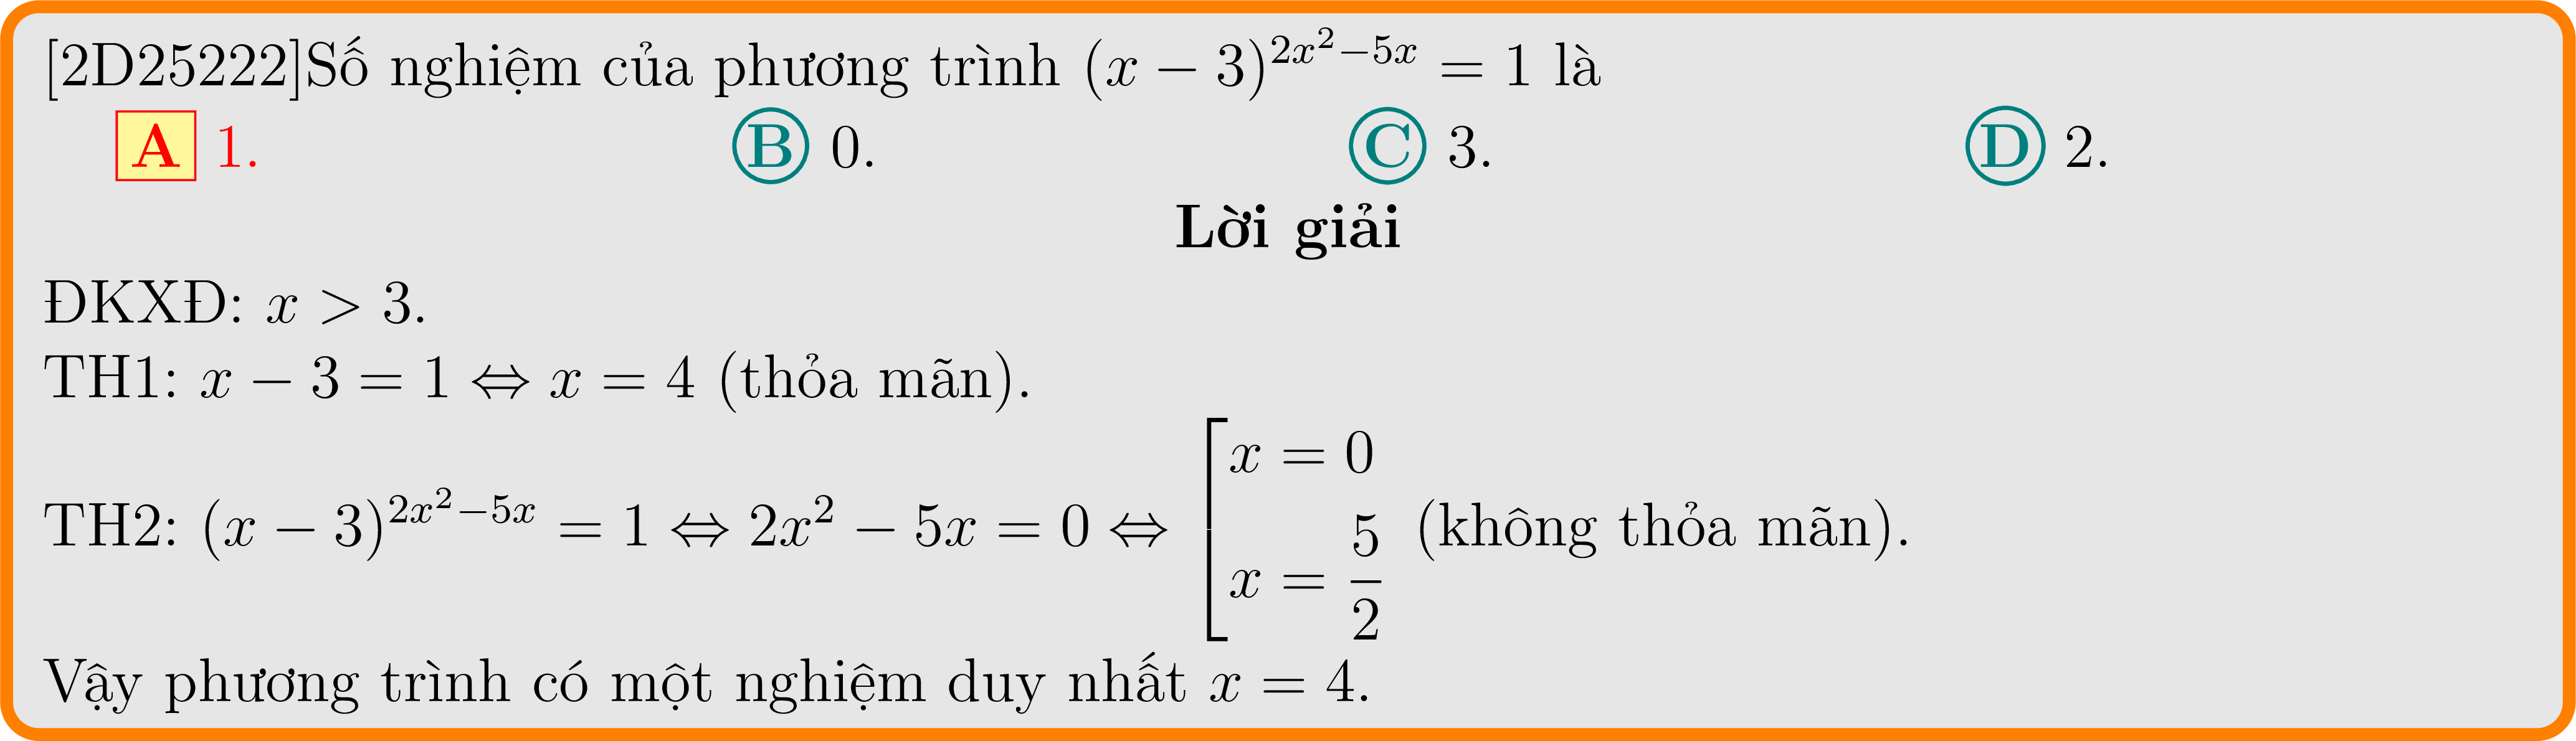 [2D25222]Số nghiệm của phương trình $(x-3)^{2x^2-5x} = 1$ là
A 1. B 0. C 3. D 2.
Lời giải
ĐKXĐ: $x > 3$.
TH1: $x - 3 = 1 \Leftrightarrow x = 4$ (thỏa mãn).
TH2: $(x-3)^{2x^2-5x} = 1 \Leftrightarrow 2x^2 - 5x = 0 \Leftrightarrow \left[\begin{array}{l} x = 0 \\ x = \dfrac{5}{2} \end{array}\right.$ (không thỏa mãn).
Vậy phương trình có một nghiệm duy nhất $x = 4$.